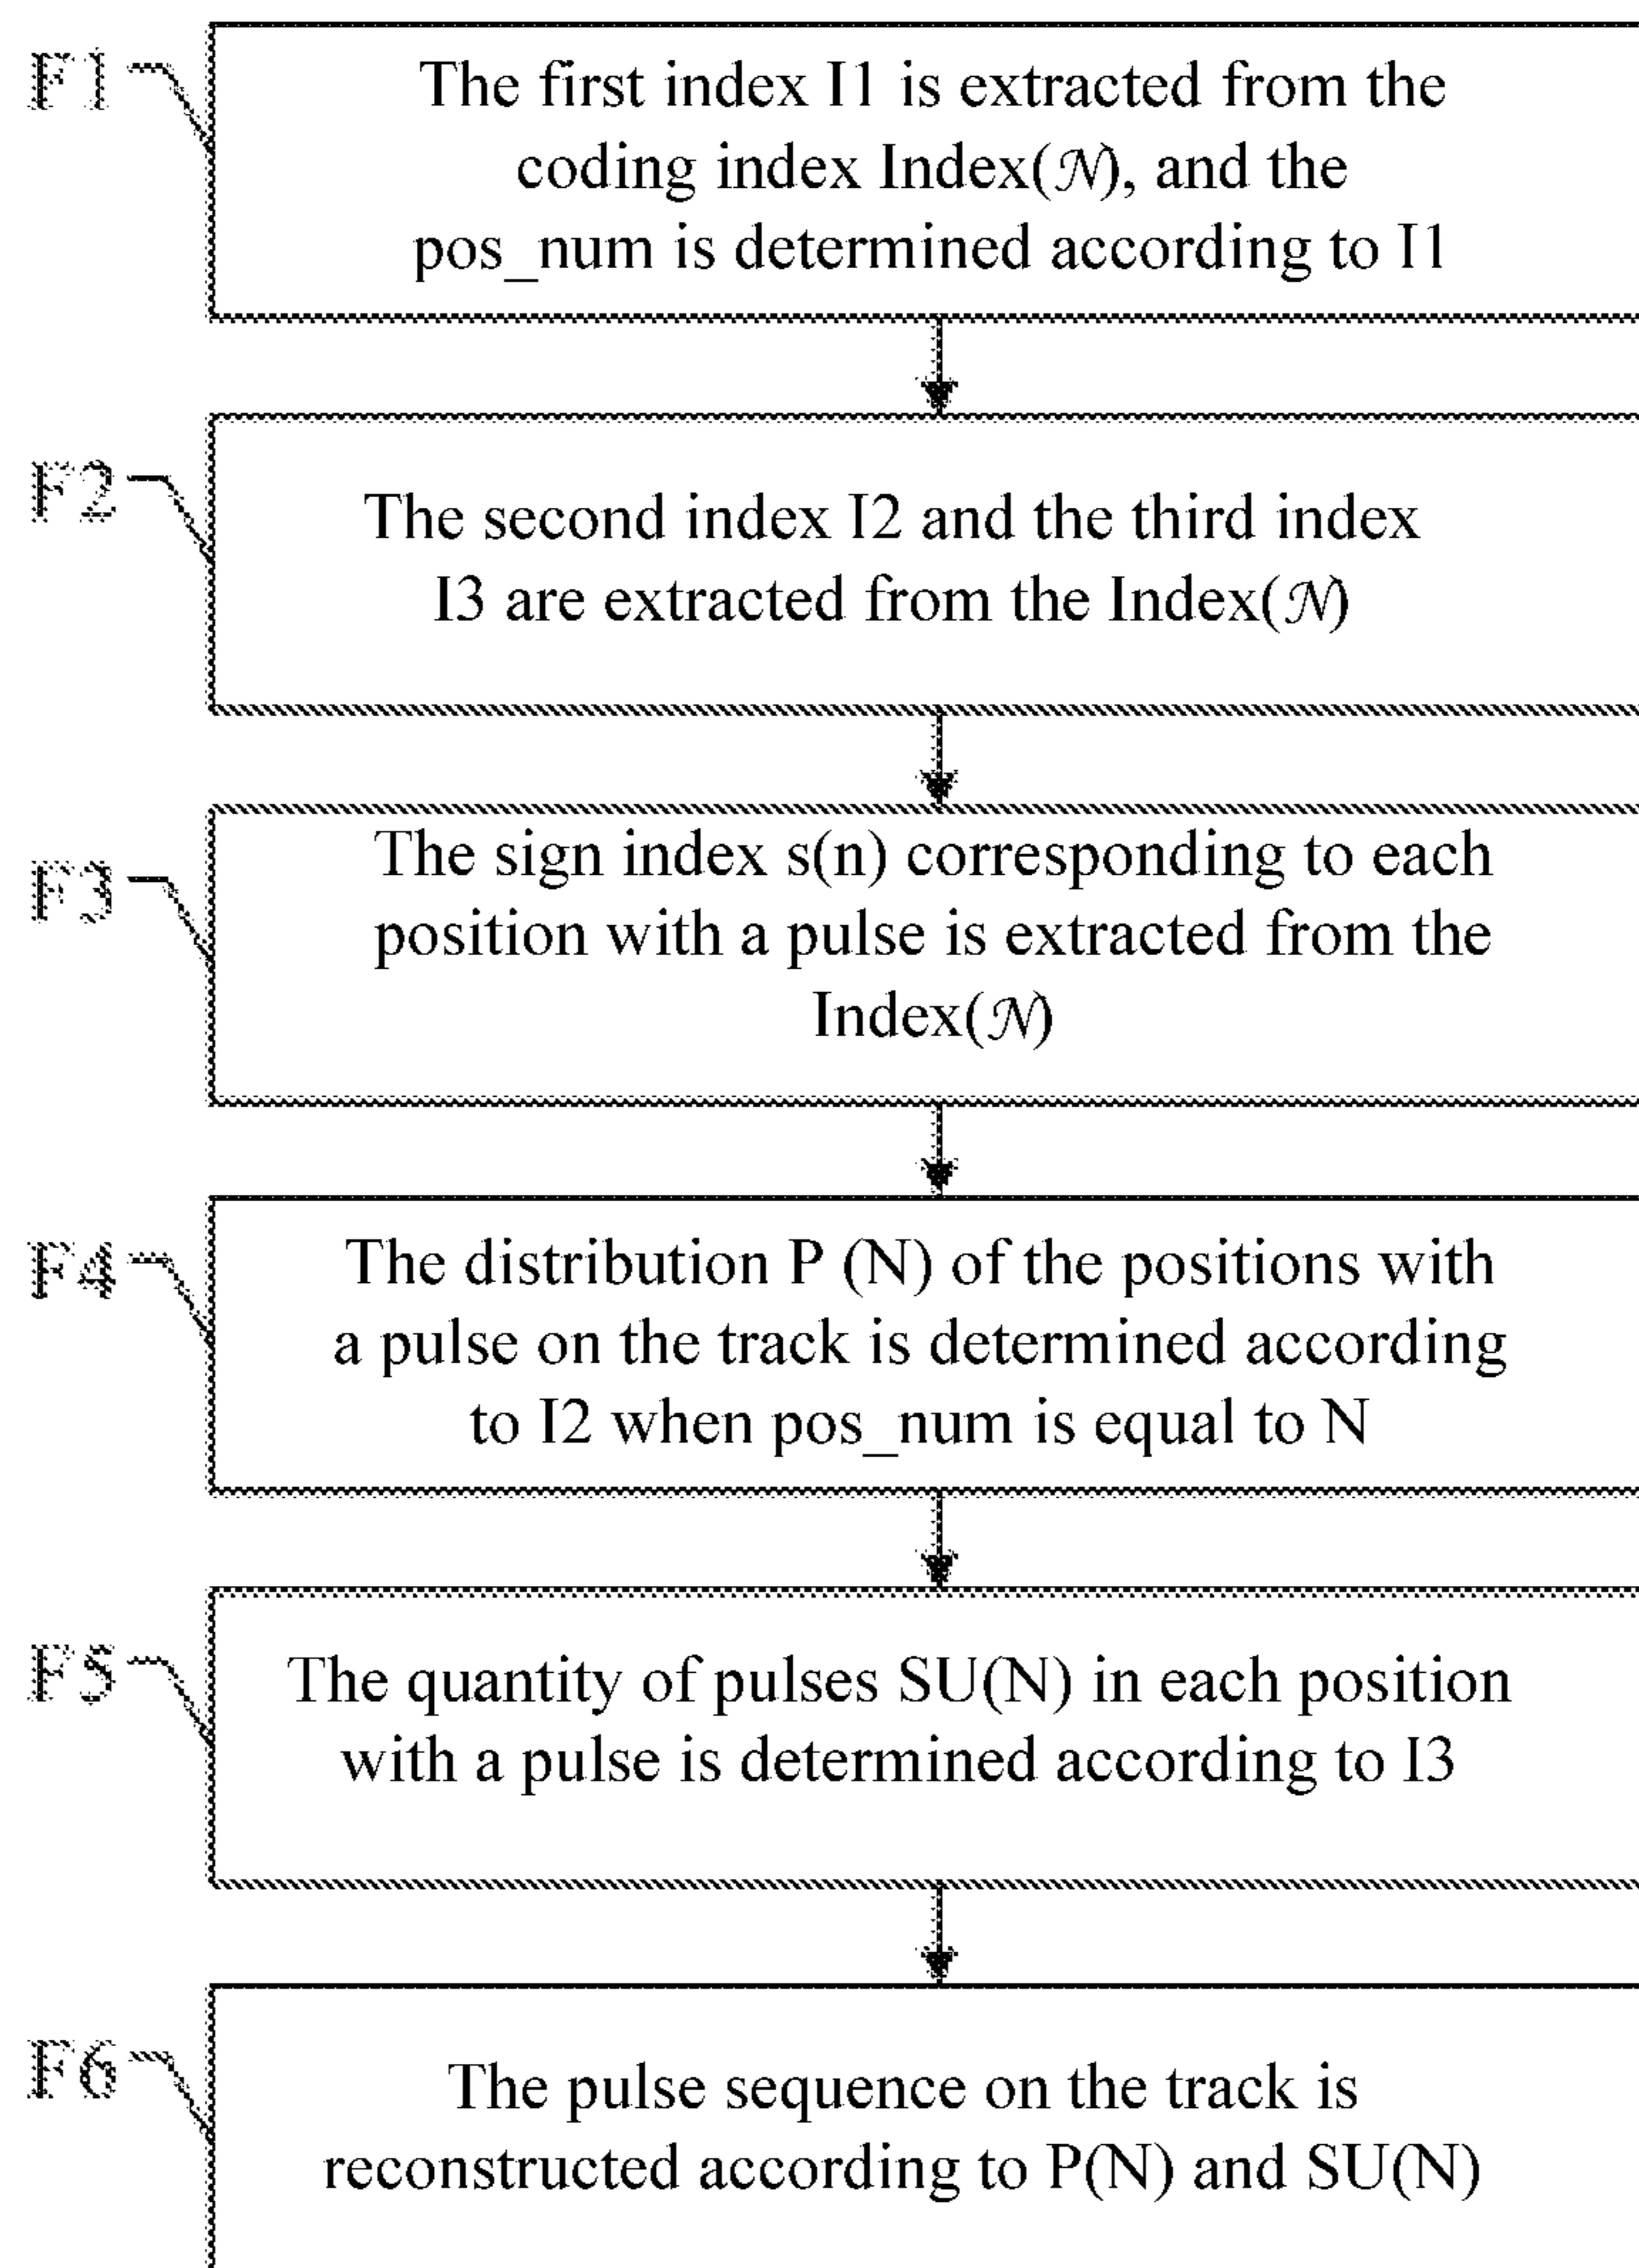 F1
The first index I1 is extracted from the
coding index Index(𝒩), and the
pos_num is determined according to I1
F2
The second index I2 and the third index
I3 are extracted from the Index(𝒩)
F3
The sign index s(n) corresponding to each
position with a pulse is extracted from the
Index(𝒩)
F4
The distribution P (N) of the positions with
a pulse on the track is determined according
to I2 when pos_num is equal to N
F5
The quantity of pulses SU(N) in each position
with a pulse is determined according to I3
F6
The pulse sequence on the track is
reconstructed according to P(N) and SU(N)